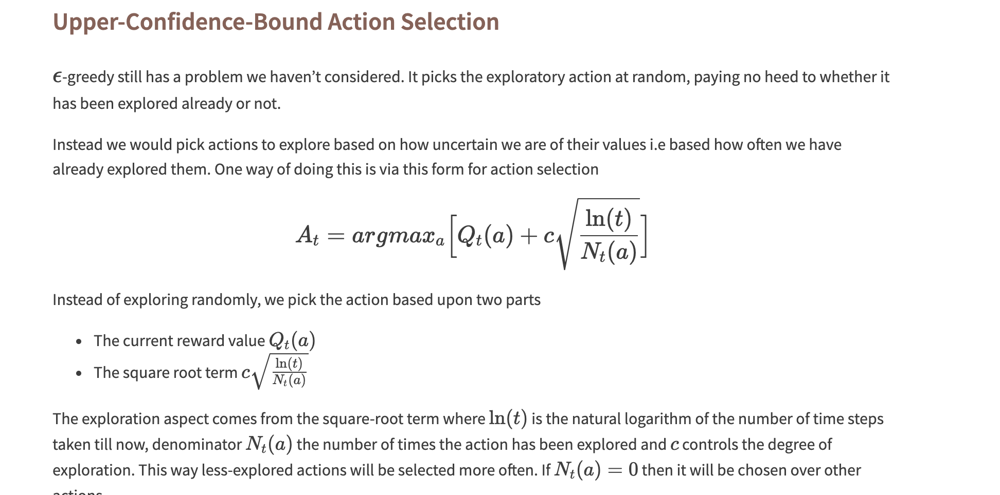 Upper-Confidence-Bound Action Selection
ϵ-greedy still has a problem we haven’t considered. It picks the exploratory action at random, paying no heed to whether it
has been explored already or not.
Instead we would pick actions to explore based on how uncertain we are of their values i.e based how often we have
already explored them. One way of doing this is via this form for action selection
A_t = argmax_a [Q_t(a) + c√(ln(t)/N_t(a))]
Instead of exploring randomly, we pick the action based upon two parts
• The current reward value Q_t(a)
• The square root term c√(ln(t)/N_t(a))
The exploration aspect comes from the square-root term where ln(t) is the natural logarithm of the number of time steps
taken till now, denominator N_t(a) the number of times the action has been explored and c controls the degree of
exploration. This way less-explored actions will be selected more often. If N_t(a) = 0 then it will be chosen over other